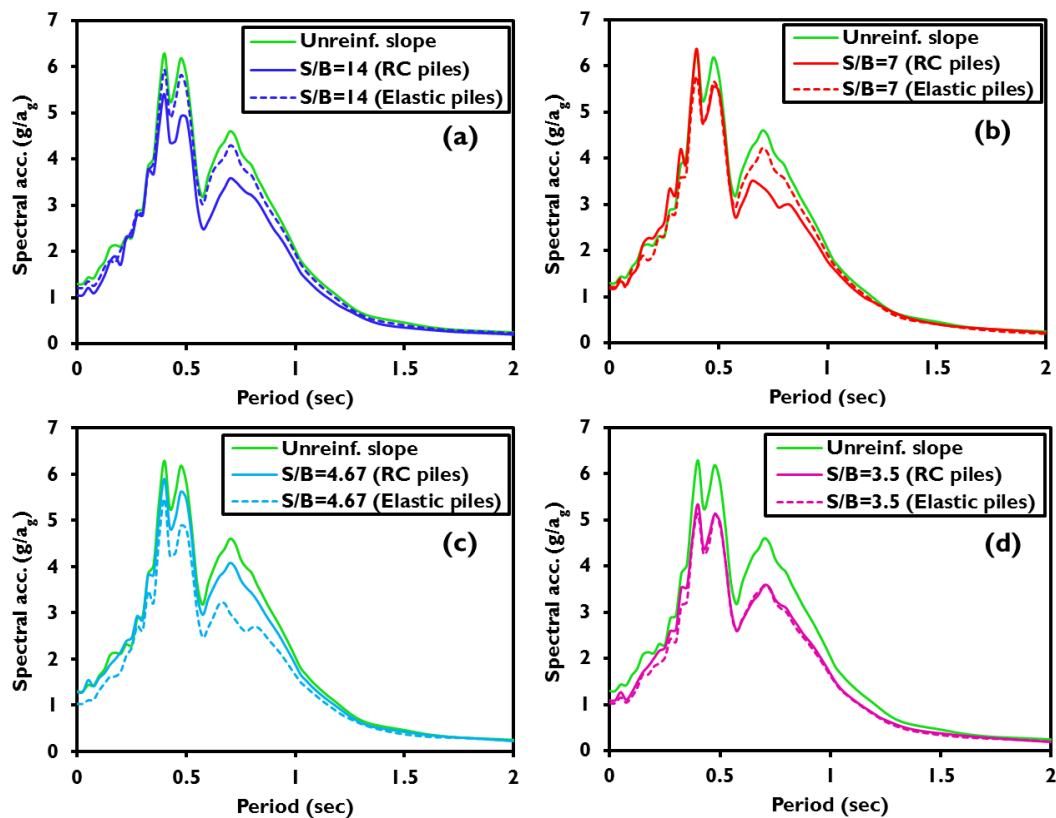 7
6
5
4
3
2
1
0
Spectral acc. (g/a_g)
Unreinf. slope
S/B=14 (RC piles)
S/B=14 (Elastic piles)
(a)
0 0.5 1 1.5 2
Period (sec)
7
6
5
4
3
2
1
0
Spectral acc. (g/a_g)
Unreinf. slope
S/B=7 (RC piles)
S/B=7 (Elastic piles)
(b)
0 0.5 1 1.5 2
Period (sec)
7
6
5
4
3
2
1
0
Spectral acc. (g/a_g)
Unreinf. slope
S/B=4.67 (RC piles)
S/B=4.67 (Elastic piles)
(c)
0 0.5 1 1.5 2
Period (sec)
7
6
5
4
3
2
1
0
Spectral acc. (g/a_g)
Unreinf. slope
S/B=3.5 (RC piles)
S/B=3.5 (Elastic piles)
(d)
0 0.5 1 1.5 2
Period (sec)